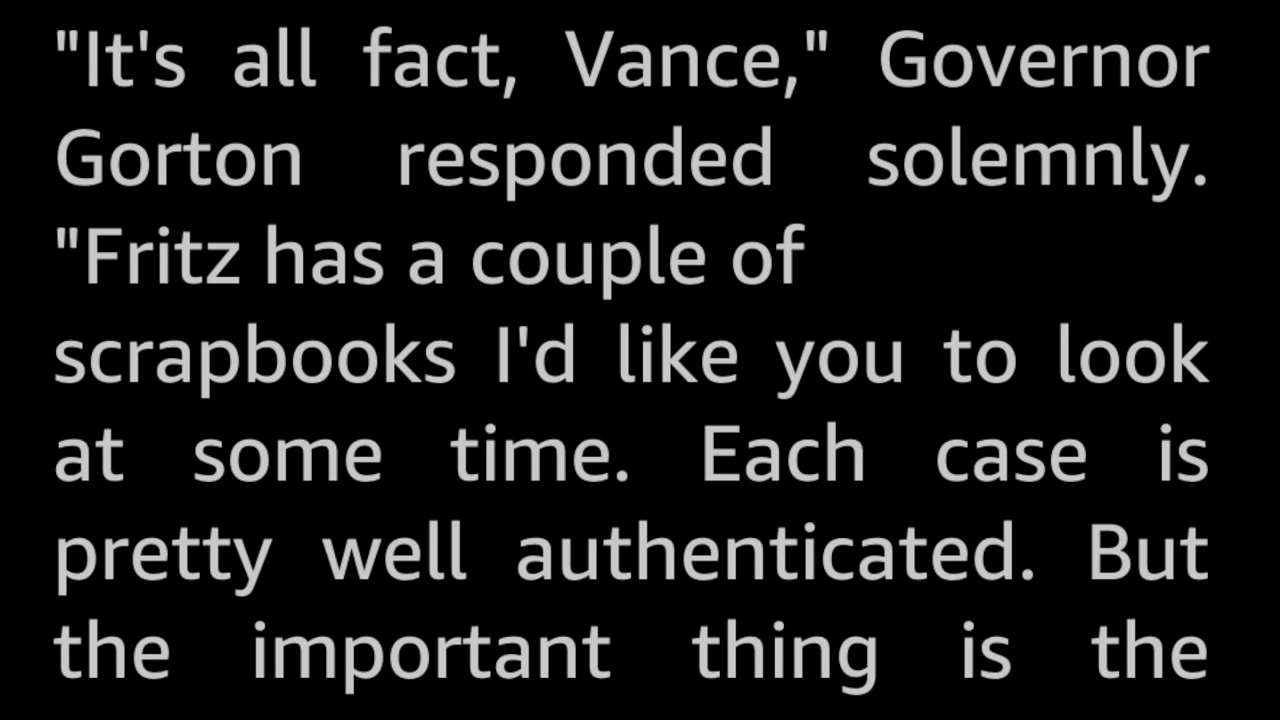 "It's all fact, Vance," Governor
Gorton responded solemnly.
"Fritz has a couple of
scrapbooks I'd like you to look
at some time. Each case is
pretty well authenticated. But
the important thing is the